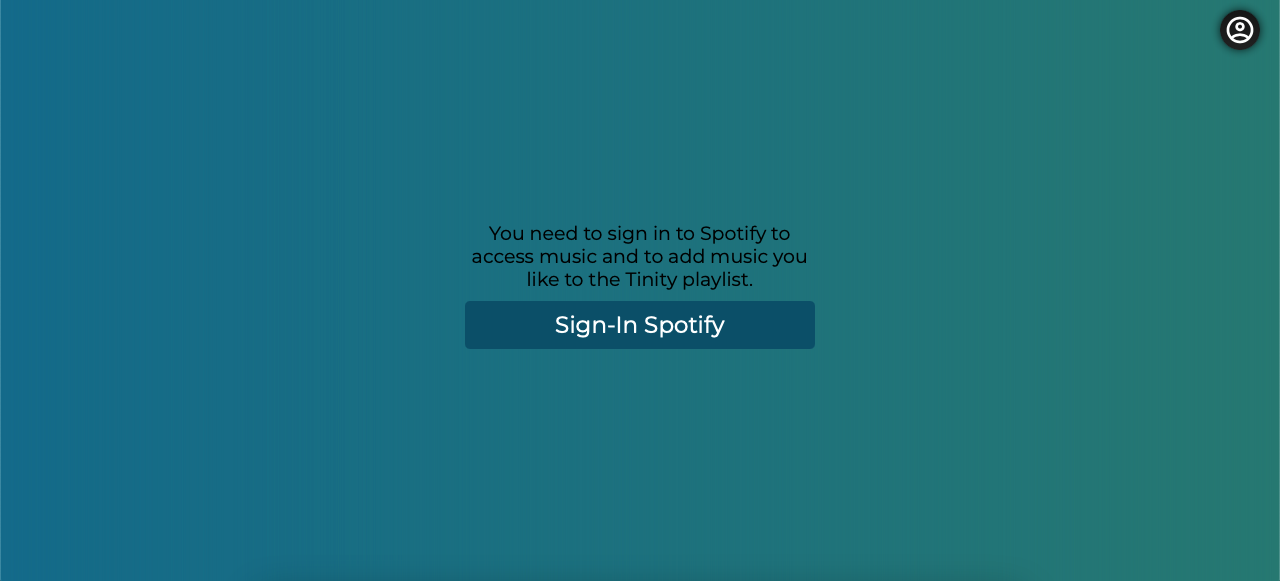 You need to sign in to Spotify to
access music and to add music you
like to the Tinity playlist.
Sign-In Spotify